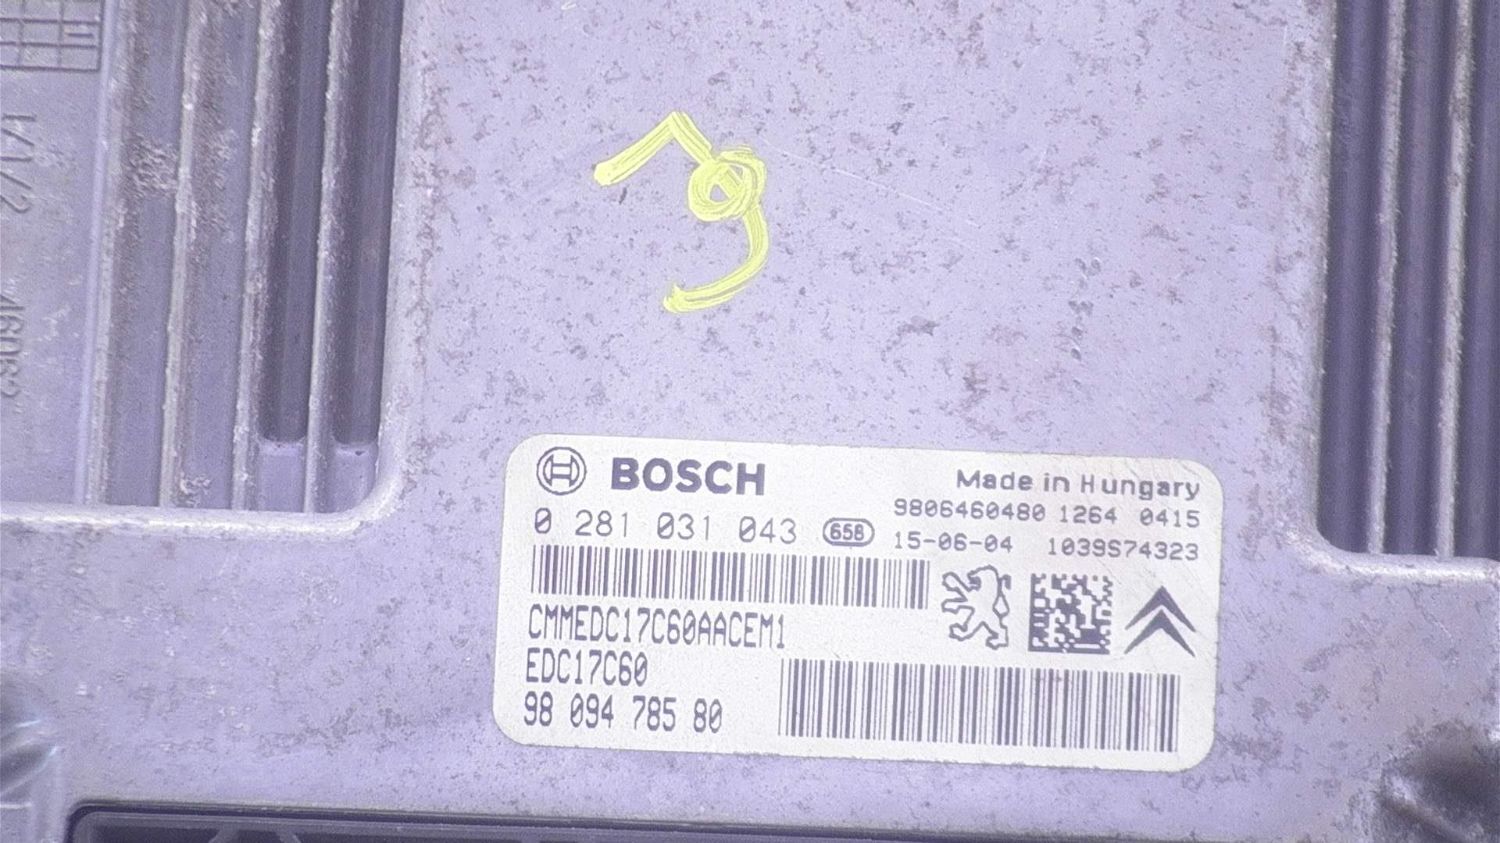 19
BOSCH
Made in Hungary
9806460480 1264 0415
0 281 031 043 658
15-06-04 1039S74323
CMMEDC17C60AACEM1
EDC17C60
98 094 785 80